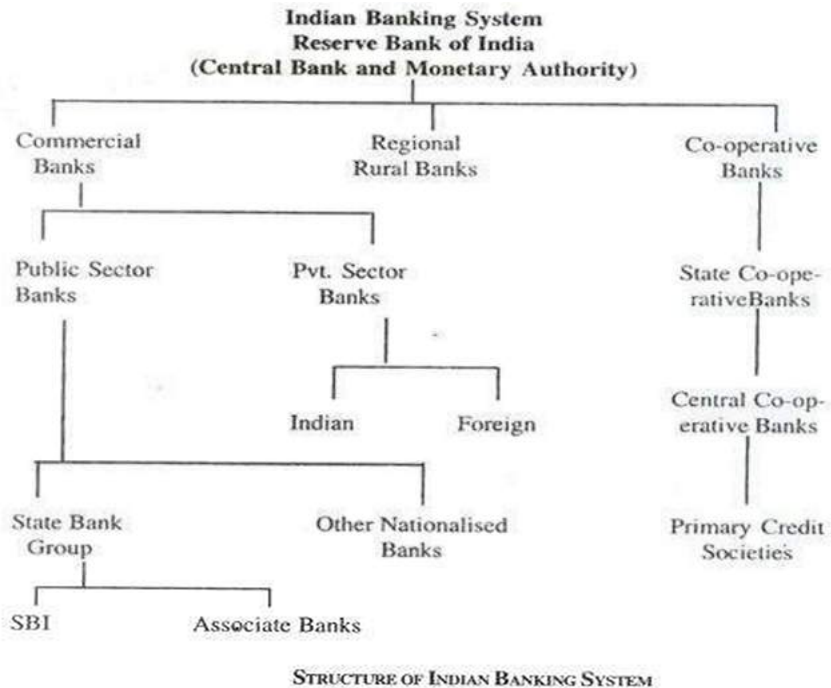 Indian Banking System
Reserve Bank of India
(Central Bank and Monetary Authority)
Commercial
Banks
Regional
Rural Banks
Co-operative
Banks
Public Sector
Banks
Pvt. Sector
Banks
State Co-ope-
rativeBanks
Indian
Foreign
Central Co-op-
erative Banks
State Bank
Group
Other Nationalised
Banks
Primary Credit
Societies
SBI
Associate Banks
STRUCTURE OF INDIAN BANKING SYSTEM